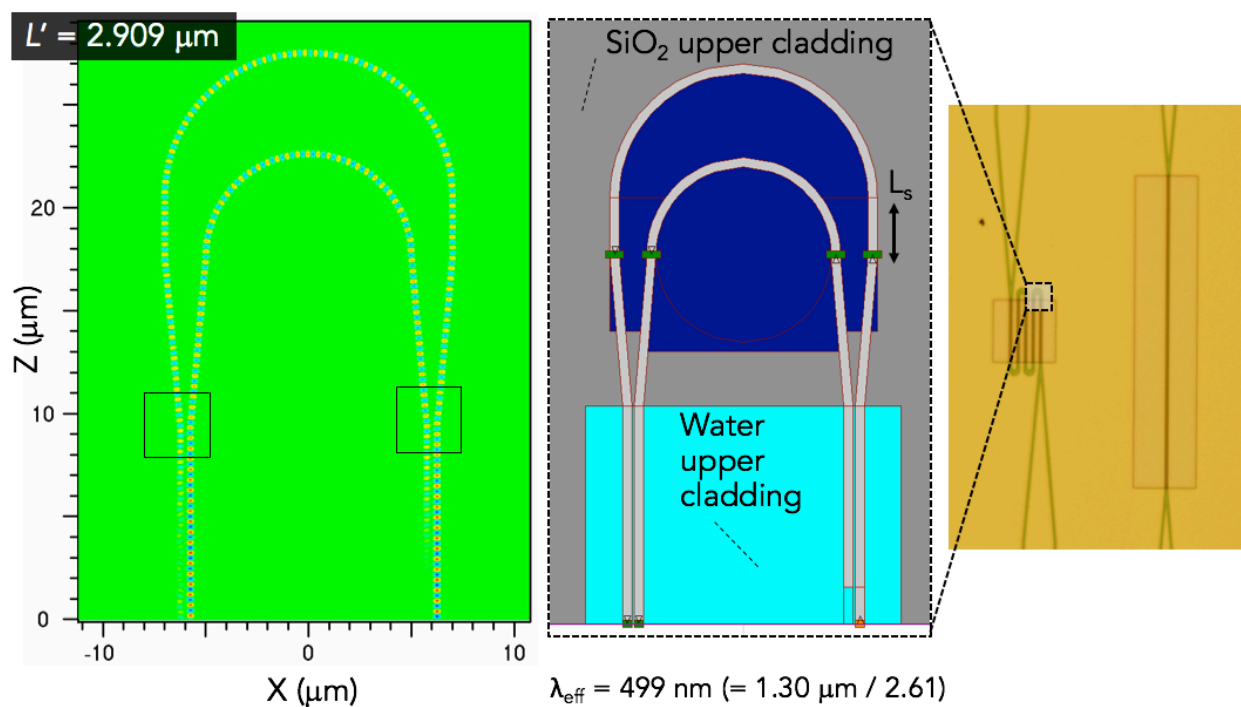 L′ = 2.909 μm
Z (μm)
20
10
0
-10
0
10
X (μm)
SiO₂ upper cladding
Lₛ
Water
upper
cladding
λeff = 499 nm (= 1.30 μm / 2.61)